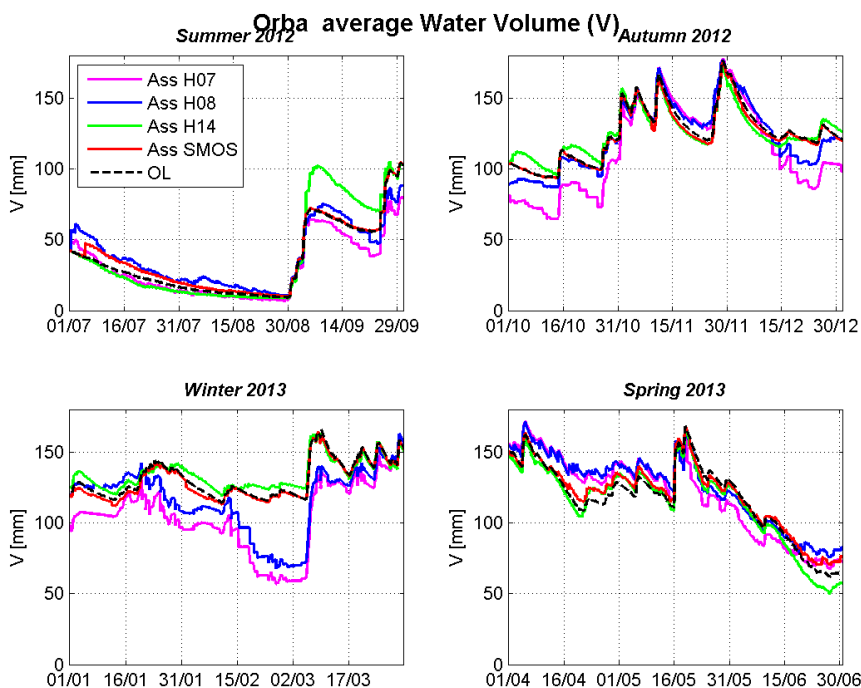 Orba  average Water Volume (V)
Summer 2012
Autumn 2012
V [mm]
150
100
50
0
Ass H07
Ass H08
Ass H14
Ass SMOS
OL
01/07 16/07 31/07 15/08 30/08 14/09 29/09
V [mm]
150
100
50
0
01/10 16/10 31/10 15/11 30/11 15/12 30/12
Winter 2013
Spring 2013
V [mm]
150
100
50
0
01/01 16/01 31/01 15/02 02/03 17/03
V [mm]
150
100
50
0
01/04 16/04 01/05 16/05 31/05 15/06 30/06